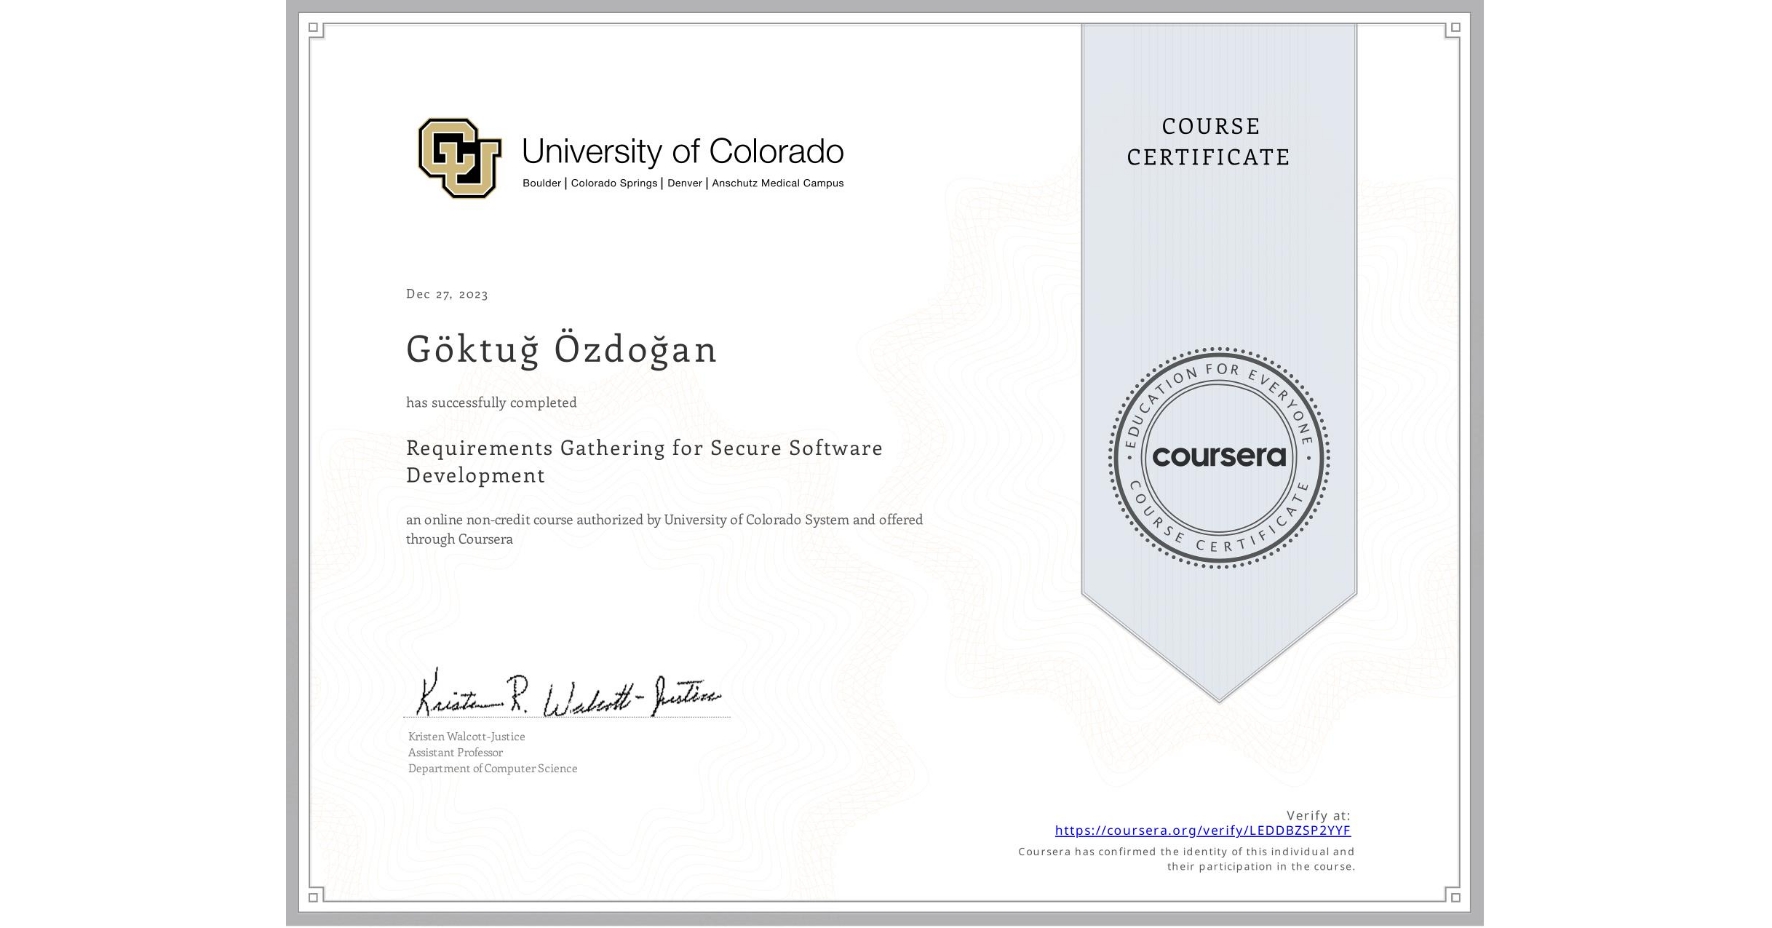 University of Colorado
Boulder | Colorado Springs | Denver | Anschutz Medical Campus
COURSE
CERTIFICATE
Dec 27, 2023
Göktuğ Özdoğan
has successfully completed
Requirements Gathering for Secure Software
Development
an online non-credit course authorized by University of Colorado System and offered
through Coursera
EDUCATION FOR EVERYONE
coursera
COURSE CERTIFICATE
Kristen R. Walcott-Justice
Kristen Walcott-Justice
Assistant Professor
Department of Computer Science
Verify at:
https://coursera.org/verify/LEDDBZSP2YYF
Coursera has confirmed the identity of this individual and
their participation in the course.